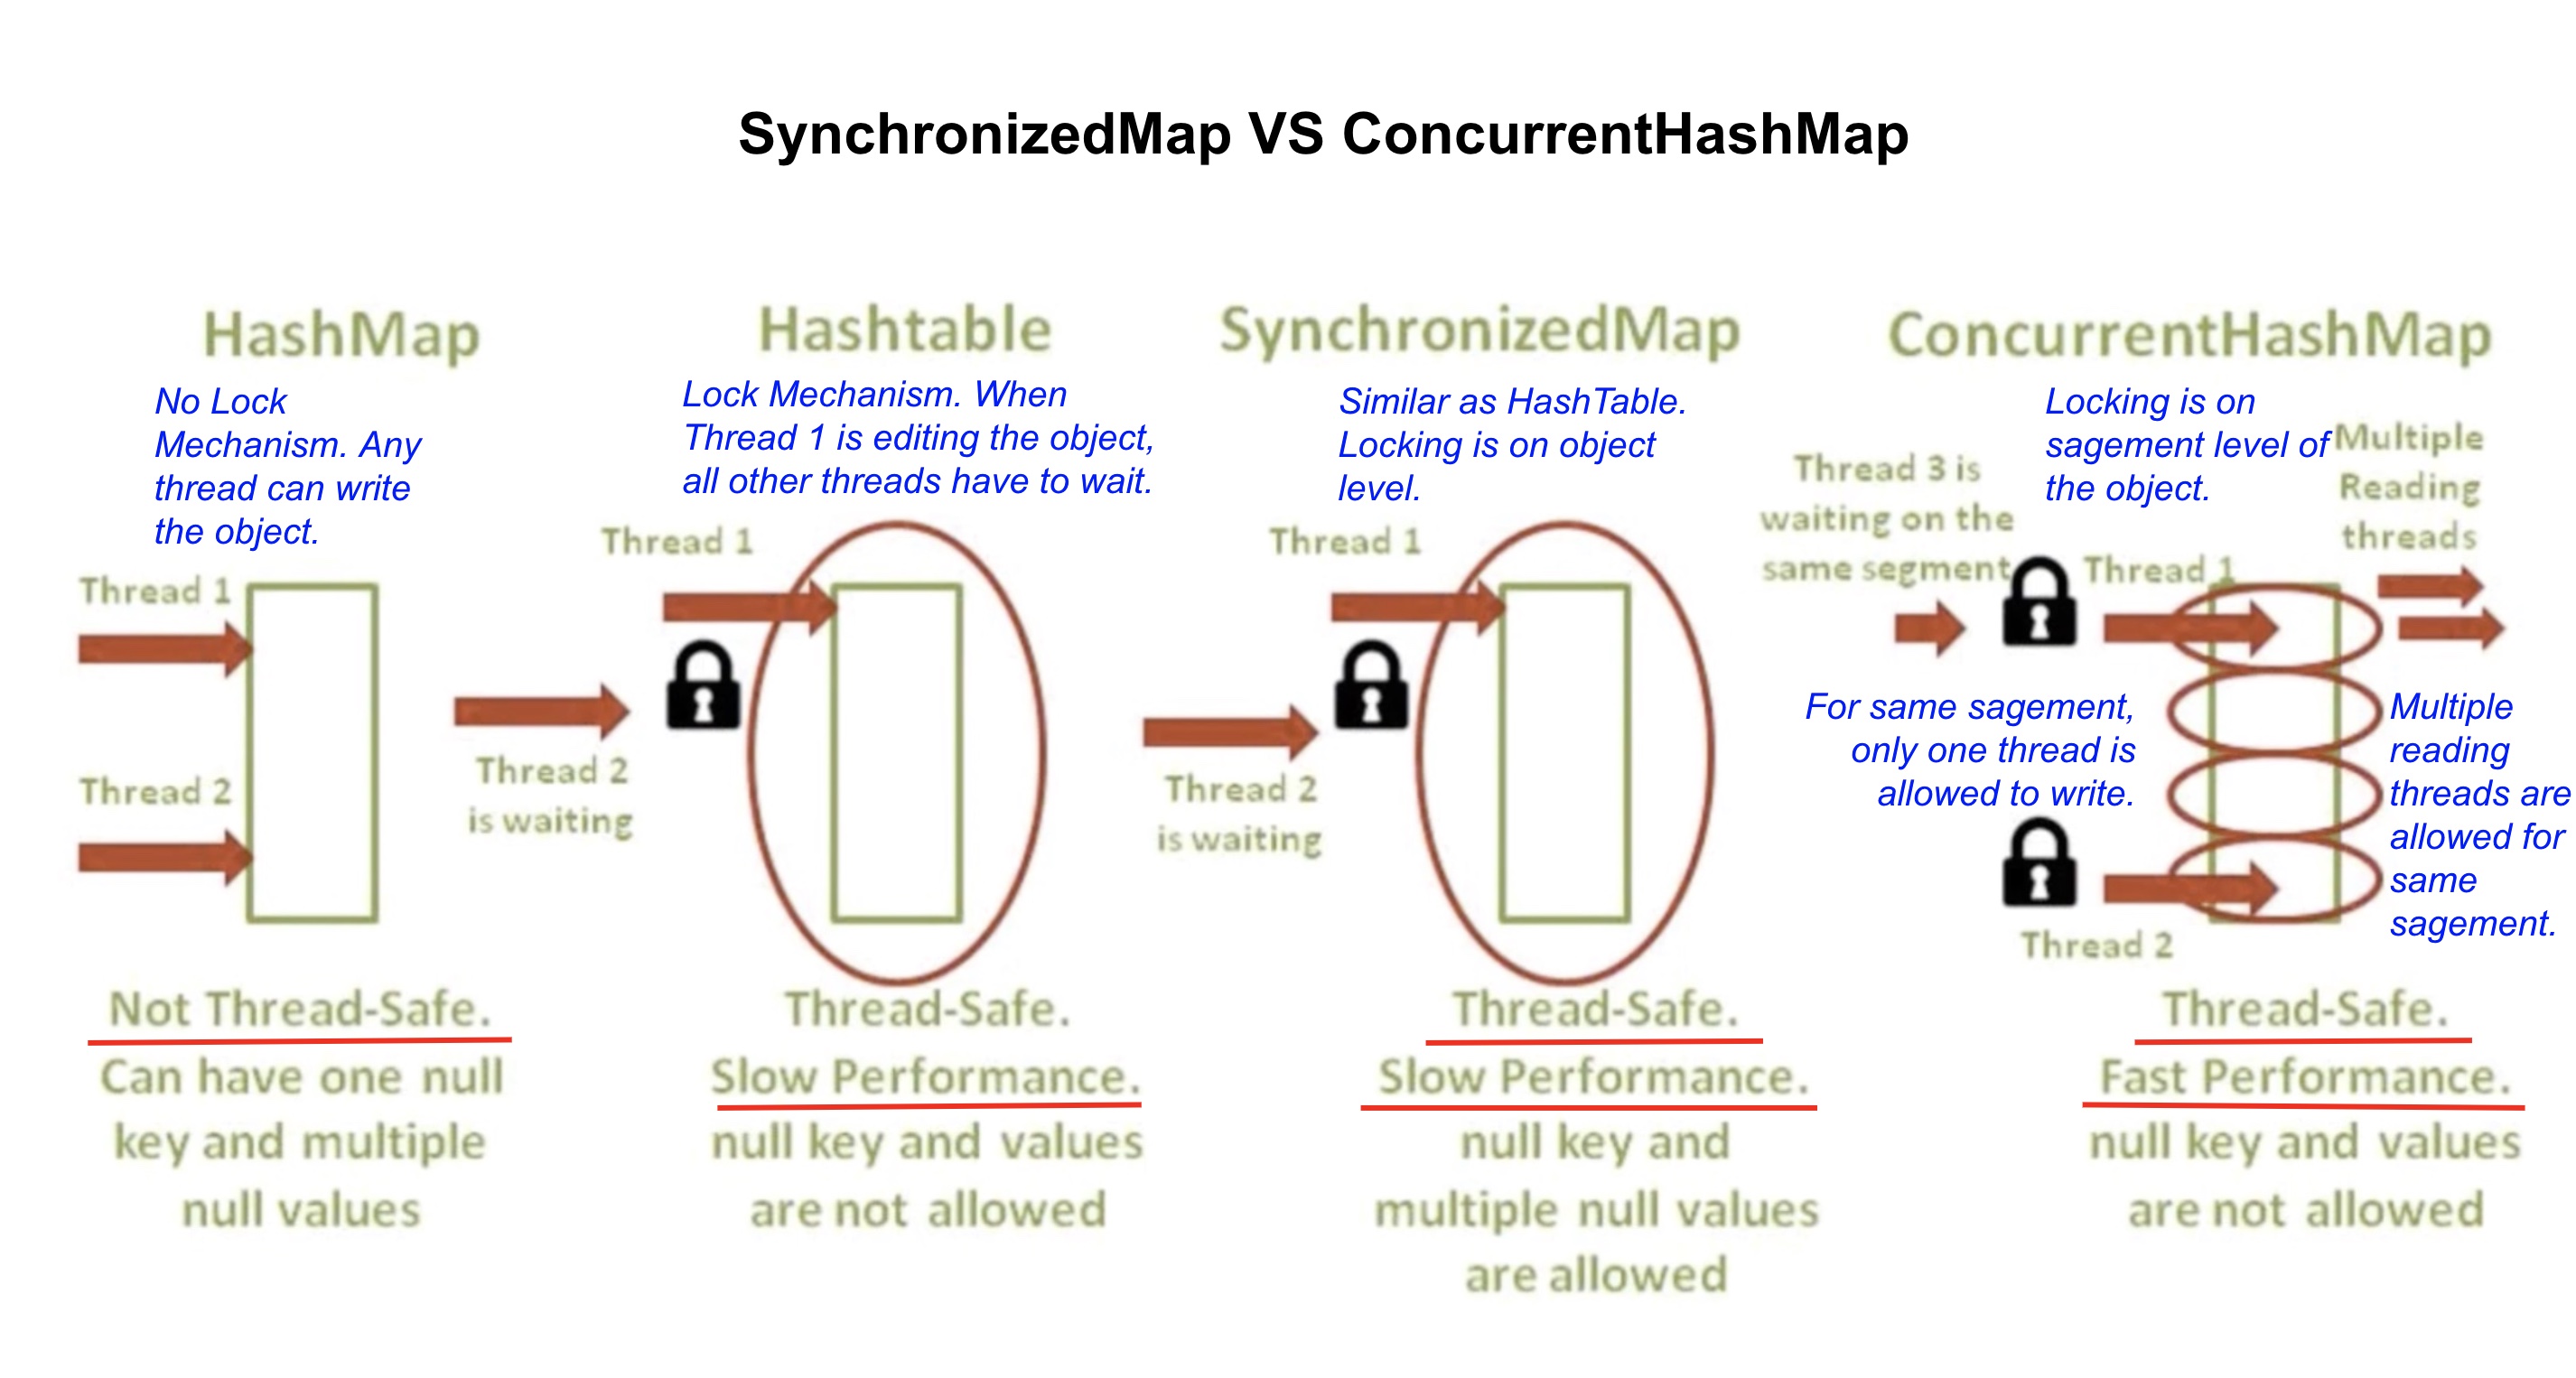 SynchronizedMap VS ConcurrentHashMap
HashMap
No Lock
Mechanism. Any
thread can write
the object.
Thread 1
Thread 2
Not Thread-Safe.
Can have one null
key and multiple
null values
Hashtable
Lock Mechanism. When
Thread 1 is editing the object,
all other threads have to wait.
Thread 1
Thread 2
is waiting
Thread-Safe.
Slow Performance.
null key and values
are not allowed
SynchronizedMap
Similar as HashTable.
Locking is on object
level.
Thread 1
Thread 2
is waiting
Thread-Safe.
Slow Performance.
null key and
multiple null values
are allowed
ConcurrentHashMap
Locking is on
sagement level of
the object.
Multiple
Reading
threads
Thread 3 is
waiting on the
same segment
Thread 1
For same sagement,
only one thread is
allowed to write.
Multiple
reading
threads are
allowed for
same
sagement.
Thread 2
Thread-Safe.
Fast Performance.
null key and values
are not allowed